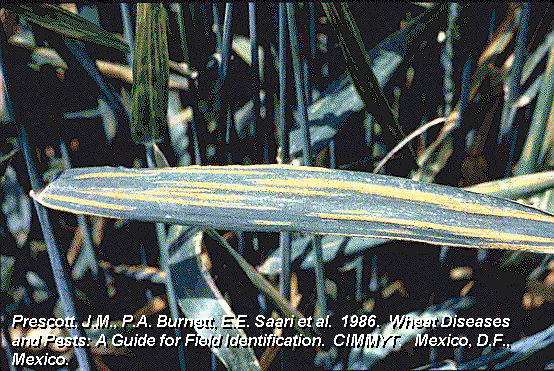 Prescott, J.M., P.A. Burnett, E.E. Saari et al.  1986.  Wheat Diseases
and Pests: A Guide for Field Identification.  CIMMYT.  Mexico, D.F.,
Mexico.